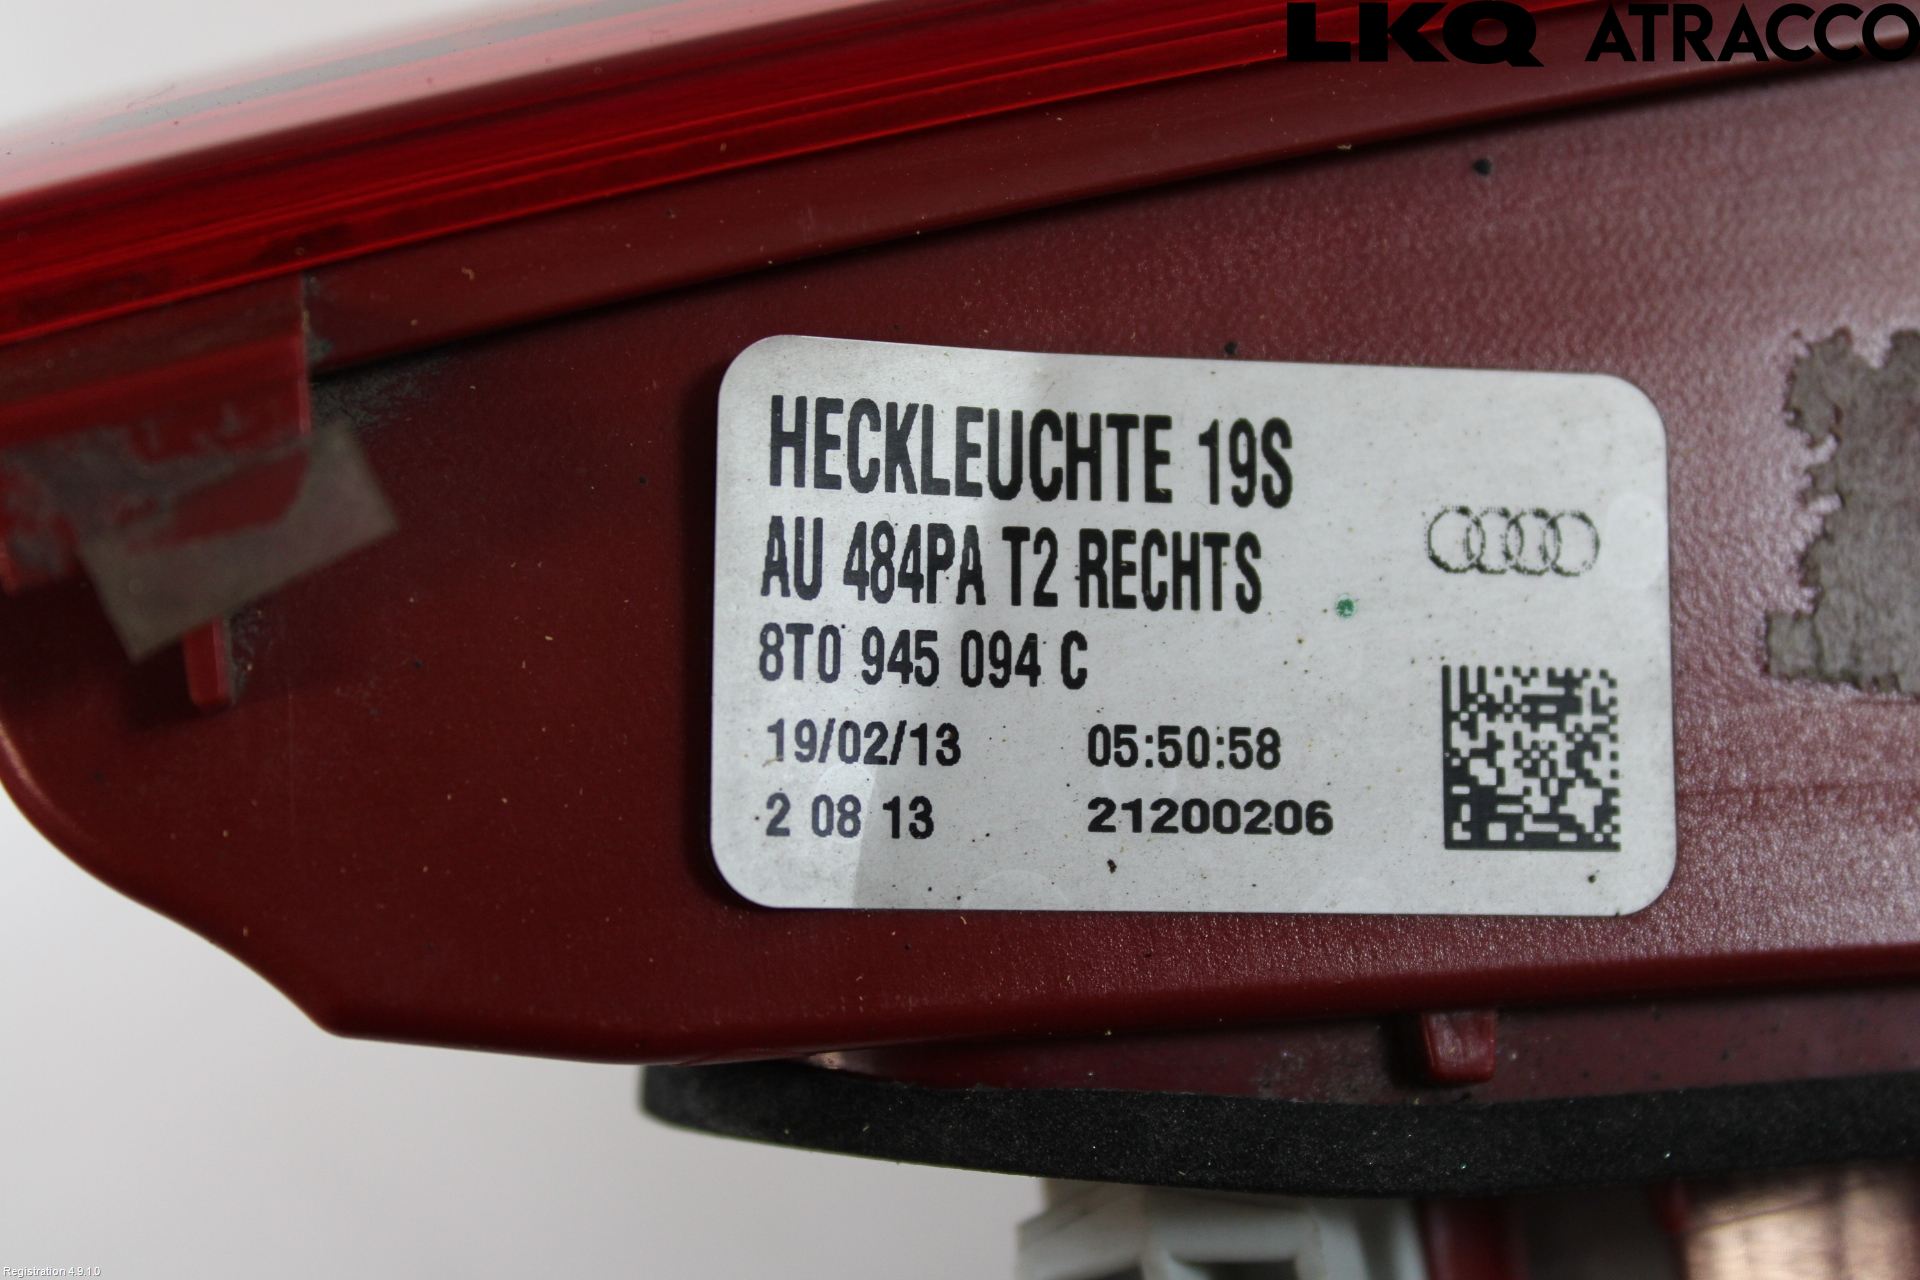 LKQ ATRACCO
HECKLEUCHTE 19S
AU 484PA T2 RECHTS
8T0 945 094 C
19/02/13 05:50:58
2 08 13 21200206
Registration 4.9.1.0